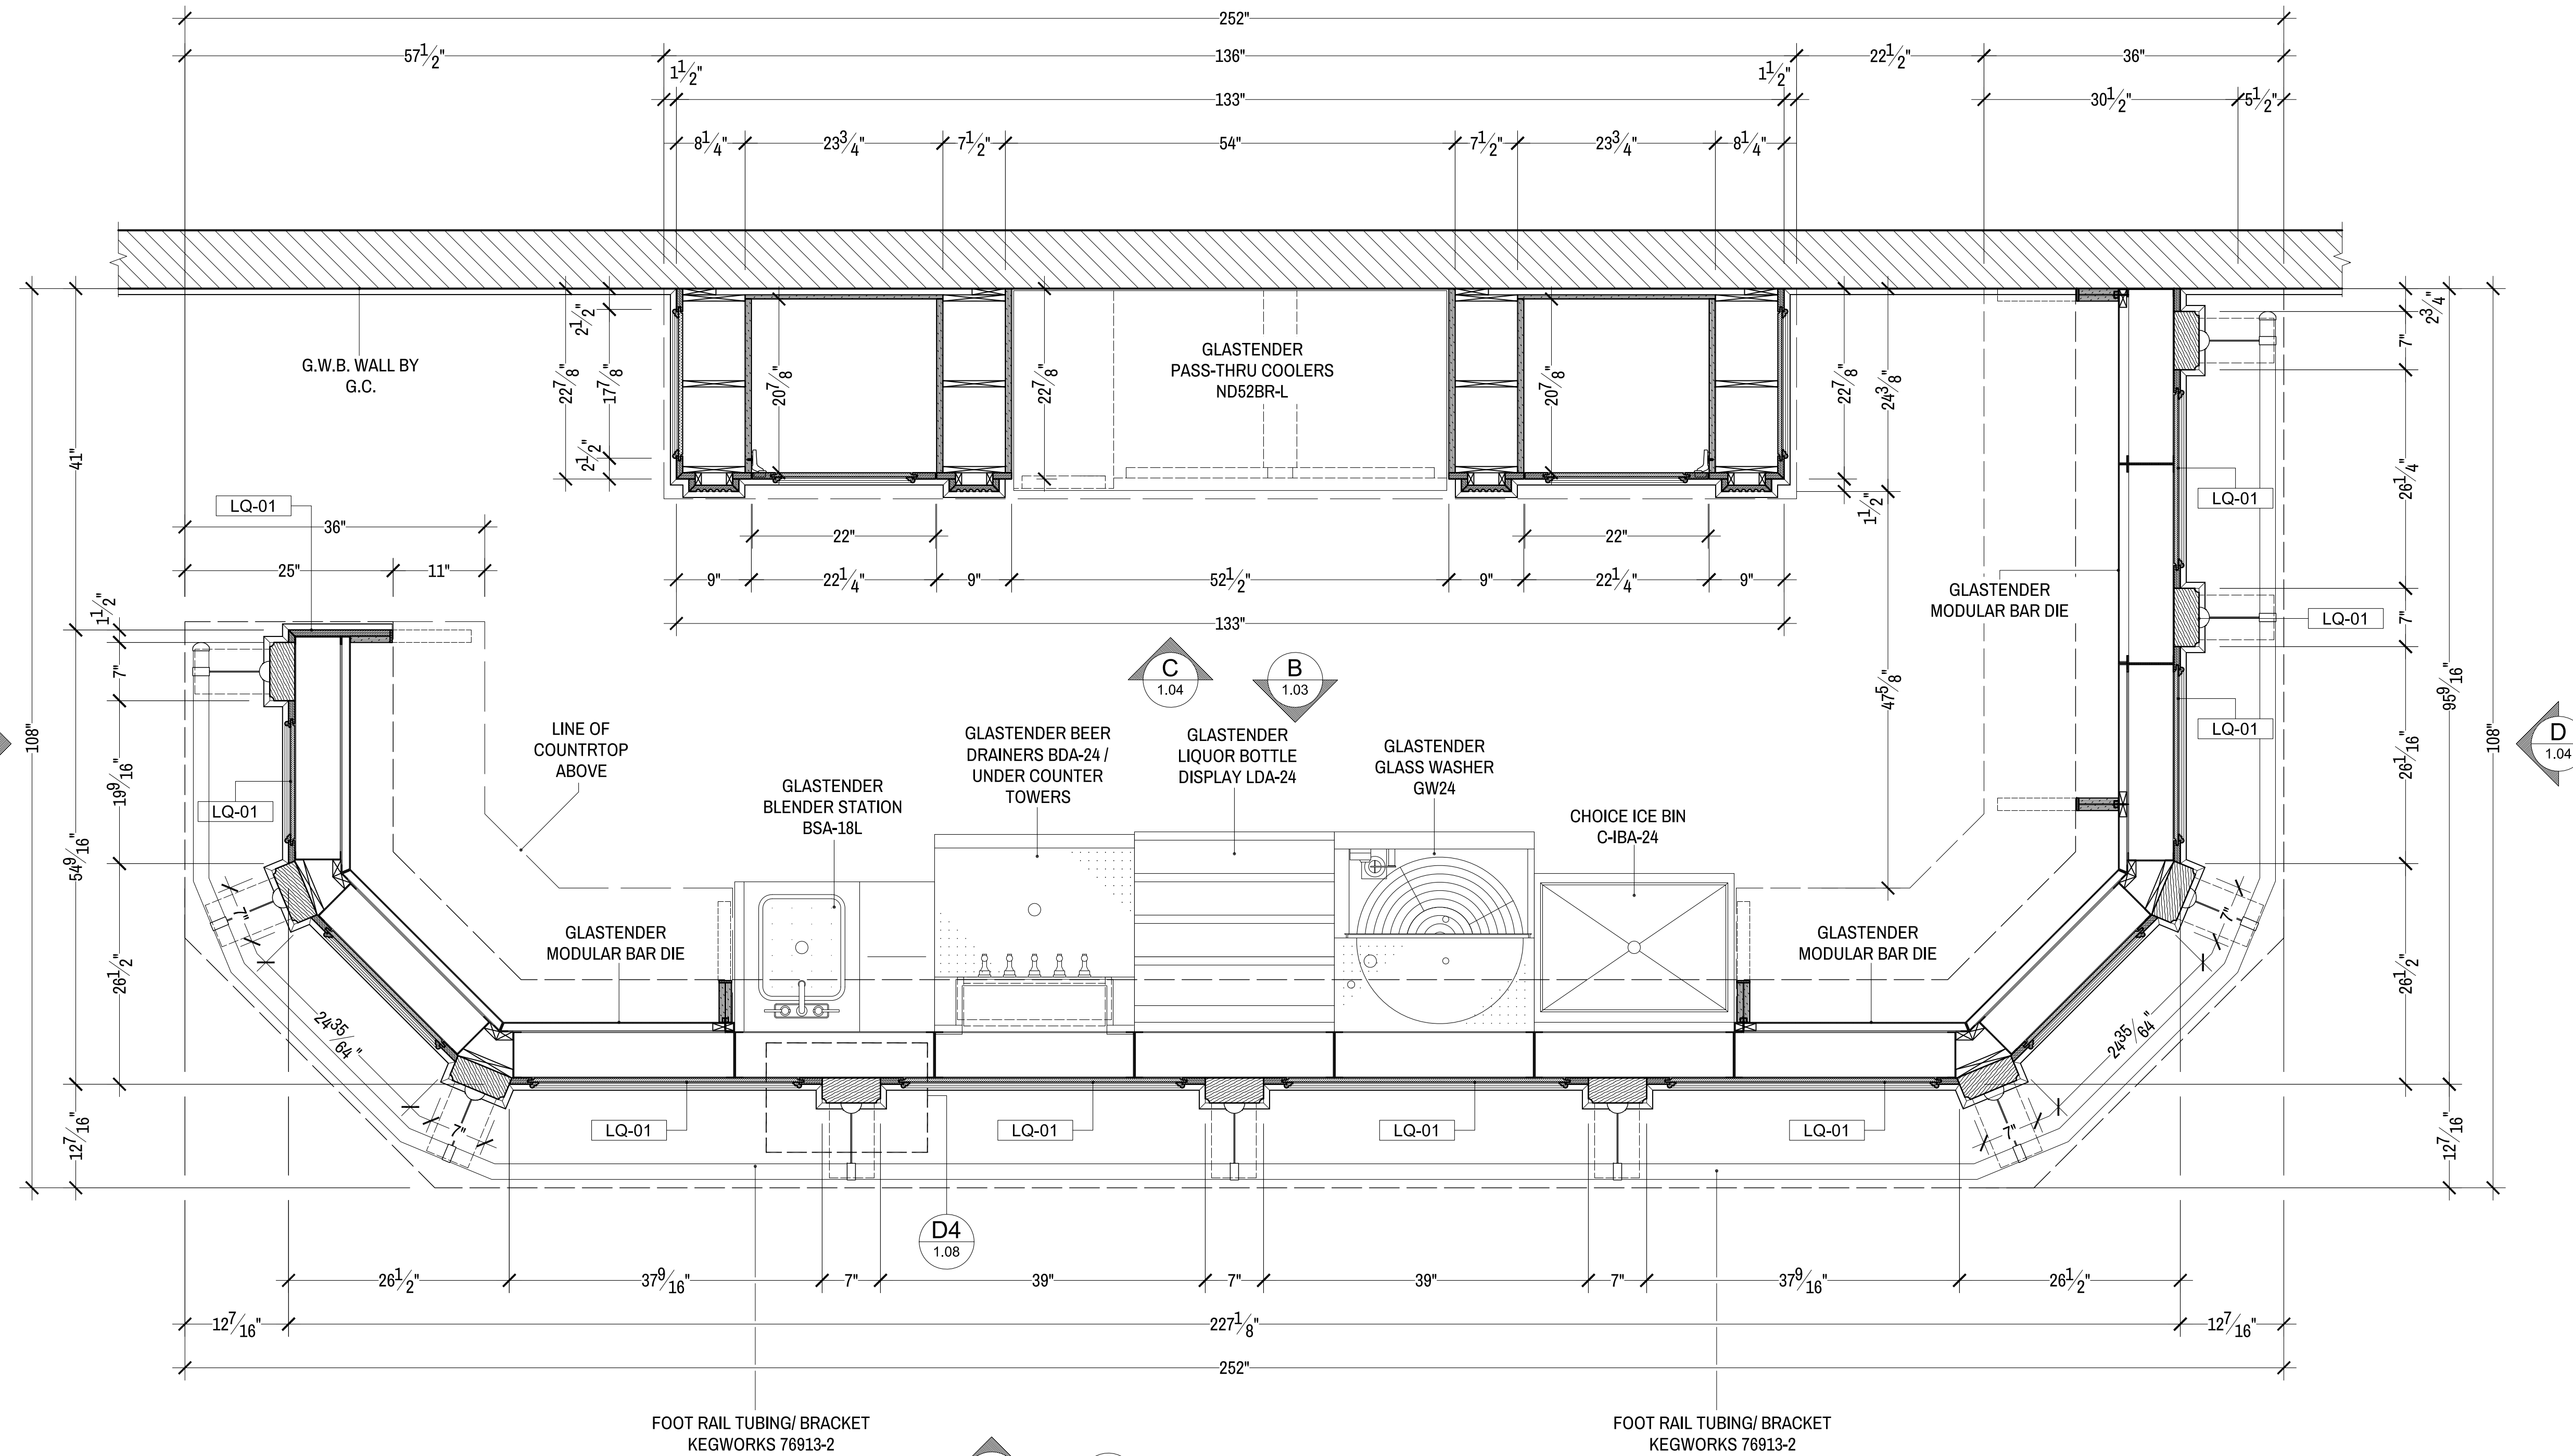 252"
57 1/2"
136"
22 1/2"
36"
1 1/2"
1 1/2"
133"
30 1/2"
5 1/2"
8 1/4"
23 3/4"
7 1/2"
54"
7 1/2"
23 3/4"
8 1/4"
G.W.B. WALL BY
G.C.
2 1/2"
22 7/8"
17 7/8"
2 1/2"
20 7/8"
22 7/8"
GLASTENDER
PASS-THRU COOLERS
ND52BR-L
20 7/8"
22 7/8"
24 3/8"
1 1/2"
2 3/4"
7"
26 1/4"
41"
108"
LQ-01
36"
25"
11"
22"
22"
9"
22 1/4"
9"
52 1/2"
9"
22 1/4"
9"
133"
LQ-01
GLASTENDER
MODULAR BAR DIE
LQ-01
7"
1 1/2"
7"
19 9/16"
54 9/16"
26 1/2"
12 7/16"
C
1.04
B
1.03
47 5/8"
LQ-01
26 1/16"
95 9/16"
108"
D
1.04
LINE OF
COUNTRTOP
ABOVE
LQ-01
GLASTENDER
BLENDER STATION
BSA-18L
GLASTENDER BEER
DRAINERS BDA-24 /
UNDER COUNTER
TOWERS
GLASTENDER
LIQUOR BOTTLE
DISPLAY LDA-24
GLASTENDER
GLASS WASHER
GW24
CHOICE ICE BIN
C-IBA-24
7"
7"
GLASTENDER
MODULAR BAR DIE
GLASTENDER
MODULAR BAR DIE
26 1/2"
24 35/64"
24 35/64"
7"
7"
12 7/16"
LQ-01
LQ-01
LQ-01
LQ-01
D4
1.08
26 1/2"
37 9/16"
7"
39"
7"
39"
7"
37 9/16"
26 1/2"
12 7/16"
227 1/8"
12 7/16"
252"
FOOT RAIL TUBING/ BRACKET
KEGWORKS 76913-2
FOOT RAIL TUBING/ BRACKET
KEGWORKS 76913-2